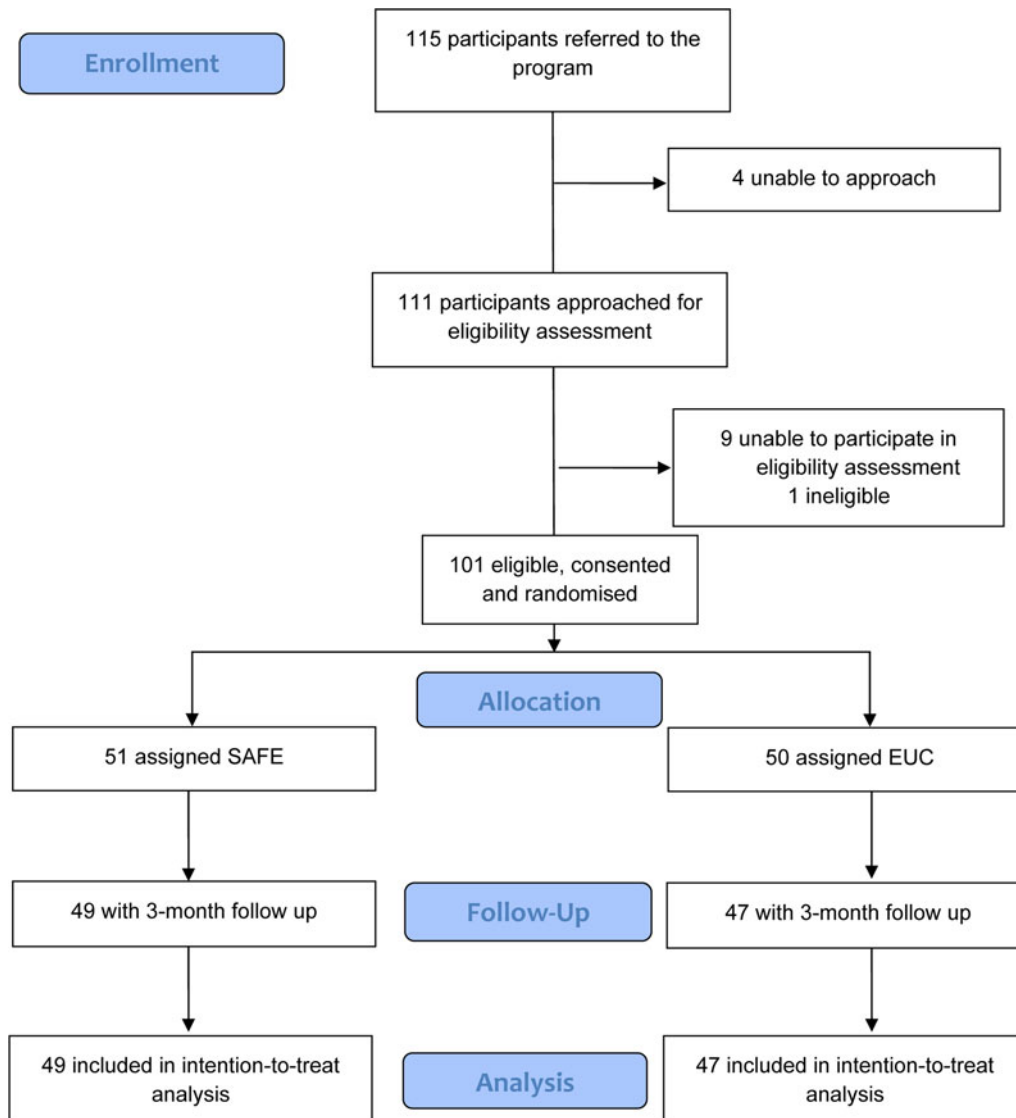 Enrollment
115 participants referred to the
program
4 unable to approach
111 participants approached for
eligibility assessment
9 unable to participate in
eligibility assessment
1 ineligible
101 eligible, consented
and randomised
Allocation
51 assigned SAFE
50 assigned EUC
49 with 3-month follow up
Follow-Up
47 with 3-month follow up
49 included in intention-to-treat
analysis
Analysis
47 included in intention-to-treat
analysis